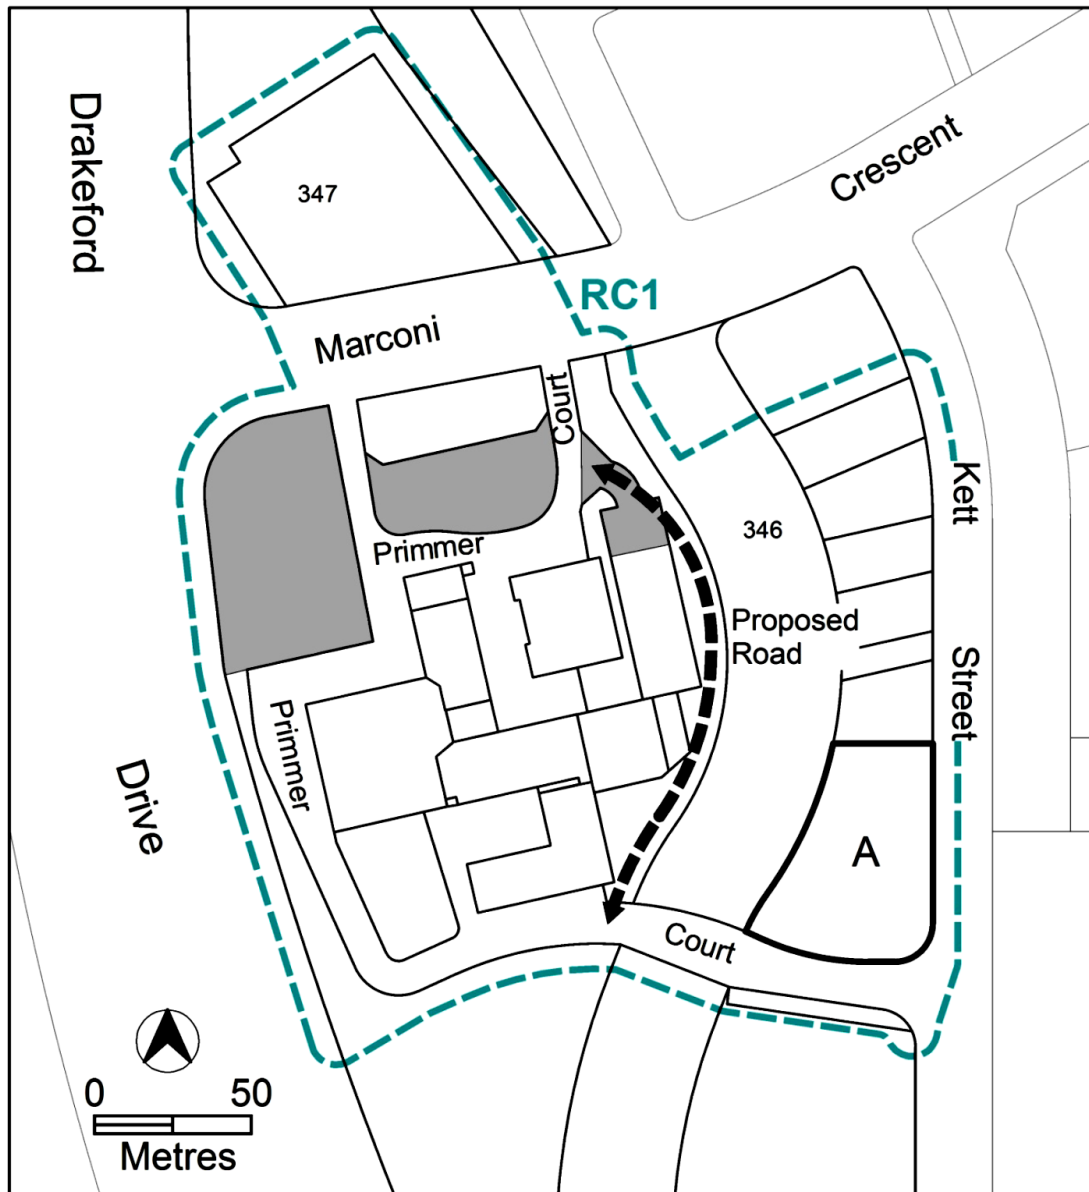 Drakeford
347
Crescent
RC1
Marconi
Court
Kett
Primmer
346
Proposed
Road
Street
Primmer
Drive
A
Court
0 50
Metres